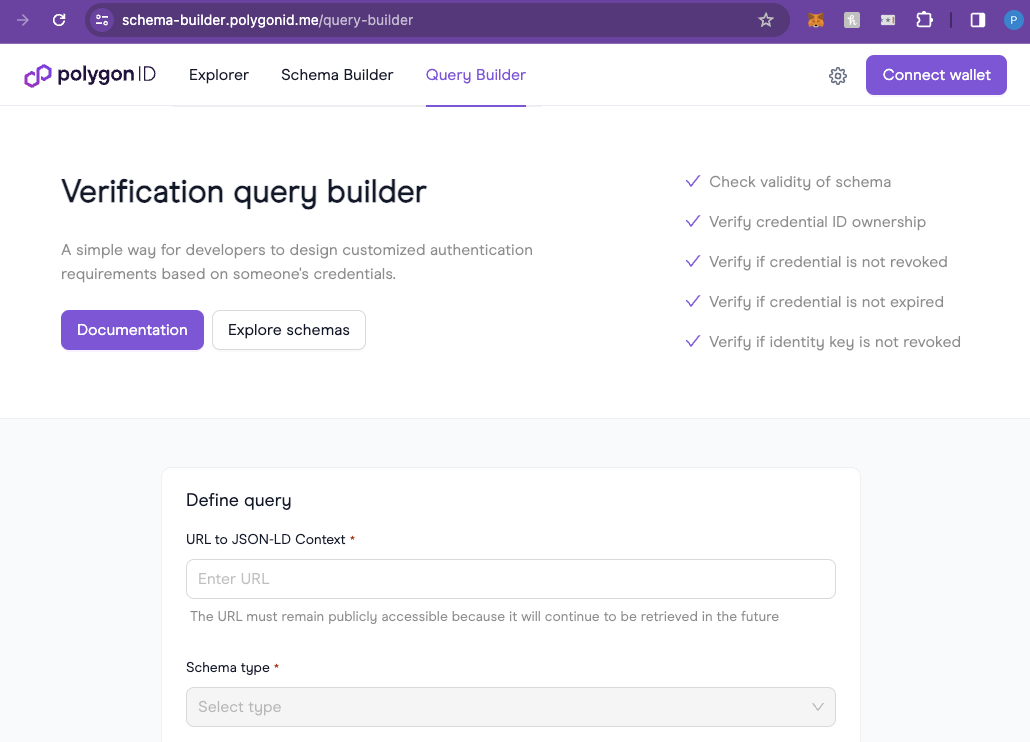 schema-builder.polygonid.me/query-builder
P
polygon ID
Explorer
Schema Builder
Query Builder
Connect wallet
Verification query builder
A simple way for developers to design customized authentication
requirements based on someone's credentials.
Documentation
Explore schemas
Check validity of schema
Verify credential ID ownership
Verify if credential is not revoked
Verify if credential is not expired
Verify if identity key is not revoked
Define query
URL to JSON-LD Context *
Enter URL
The URL must remain publicly accessible because it will continue to be retrieved in the future
Schema type *
Select type